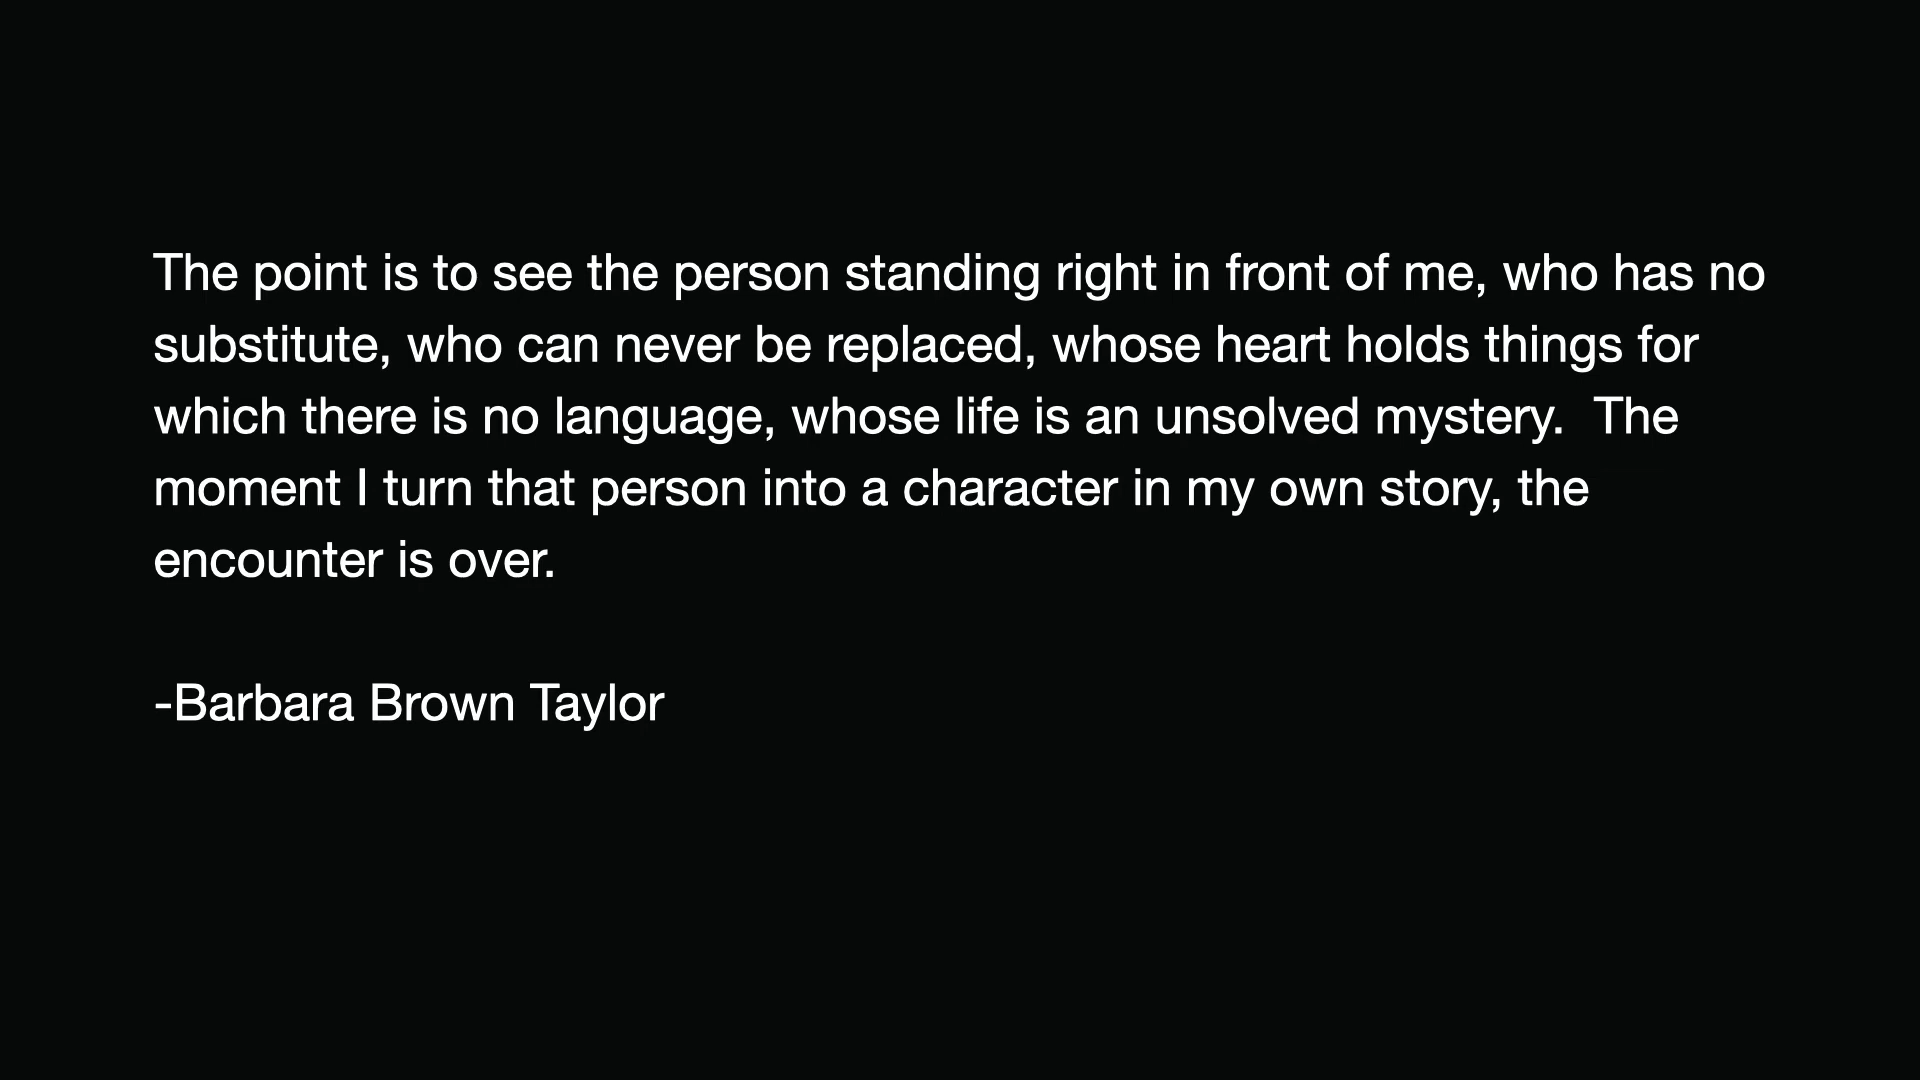 The point is to see the person standing right in front of me, who has no
substitute, who can never be replaced, whose heart holds things for
which there is no language, whose life is an unsolved mystery.  The
moment I turn that person into a character in my own story, the
encounter is over.
-Barbara Brown Taylor